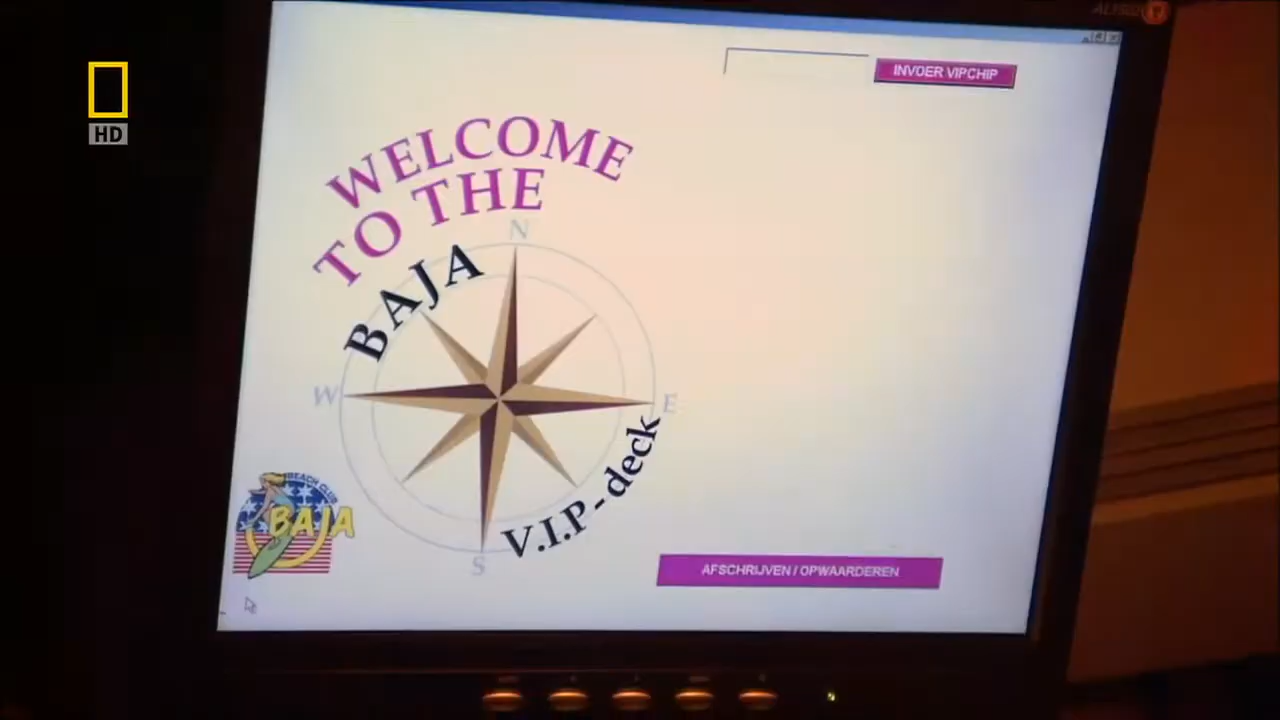 HD
INVOER VIPCHIP
WELCOME
TO THE
N
BAJA
W
E
V.I.P-deck
S
BEACH CLUB
BAJA
AFSCHRIJVEN / OPWAARDEREN